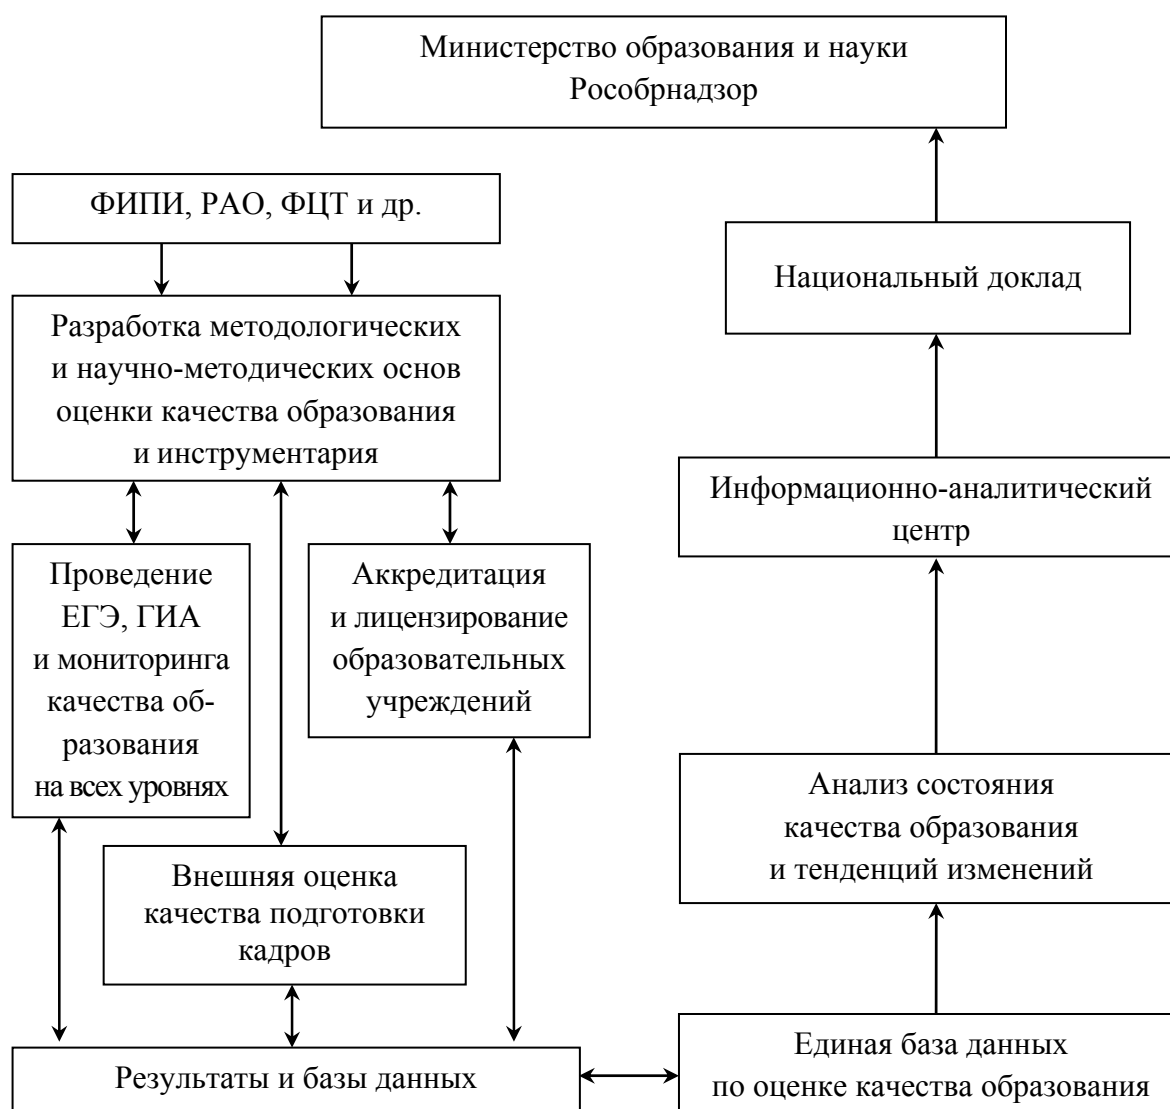 Министерство образования и науки
Рособрнадзор
ФИПИ, РАО, ФЦТ и др.
Национальный доклад
Разработка методологических
и научно-методических основ
оценки качества образования
и инструментария
Информационно-аналитический
центр
Проведение
ЕГЭ, ГИА
и мониторинга
качества об-
разования
на всех уровнях
Аккредитация
и лицензирование
образовательных
учреждений
Анализ состояния
качества образования
и тенденций изменений
Внешняя оценка
качества подготовки
кадров
Результаты и базы данных
Единая база данных
по оценке качества образования